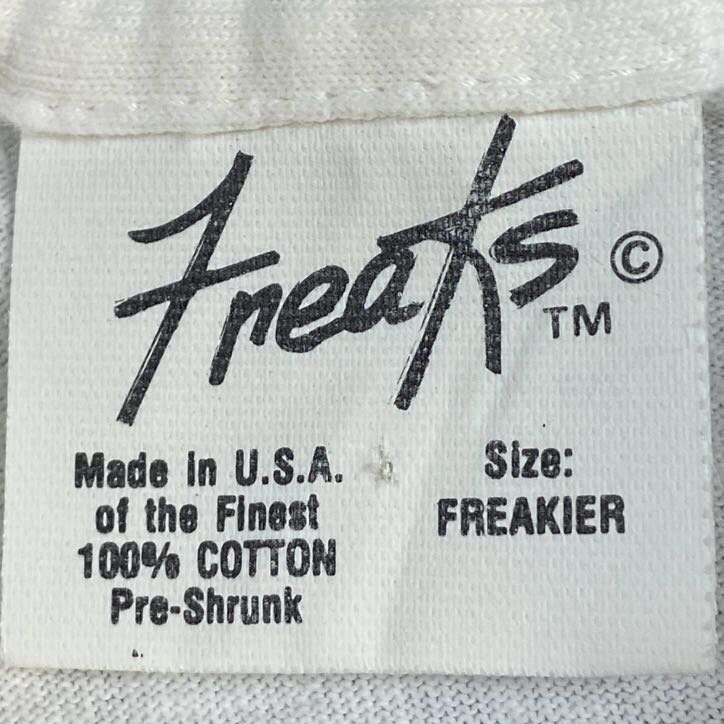 Freaks ©
TM
Made in U.S.A.
of the Finest
100% COTTON
Pre-Shrunk
Size:
FREAKIER